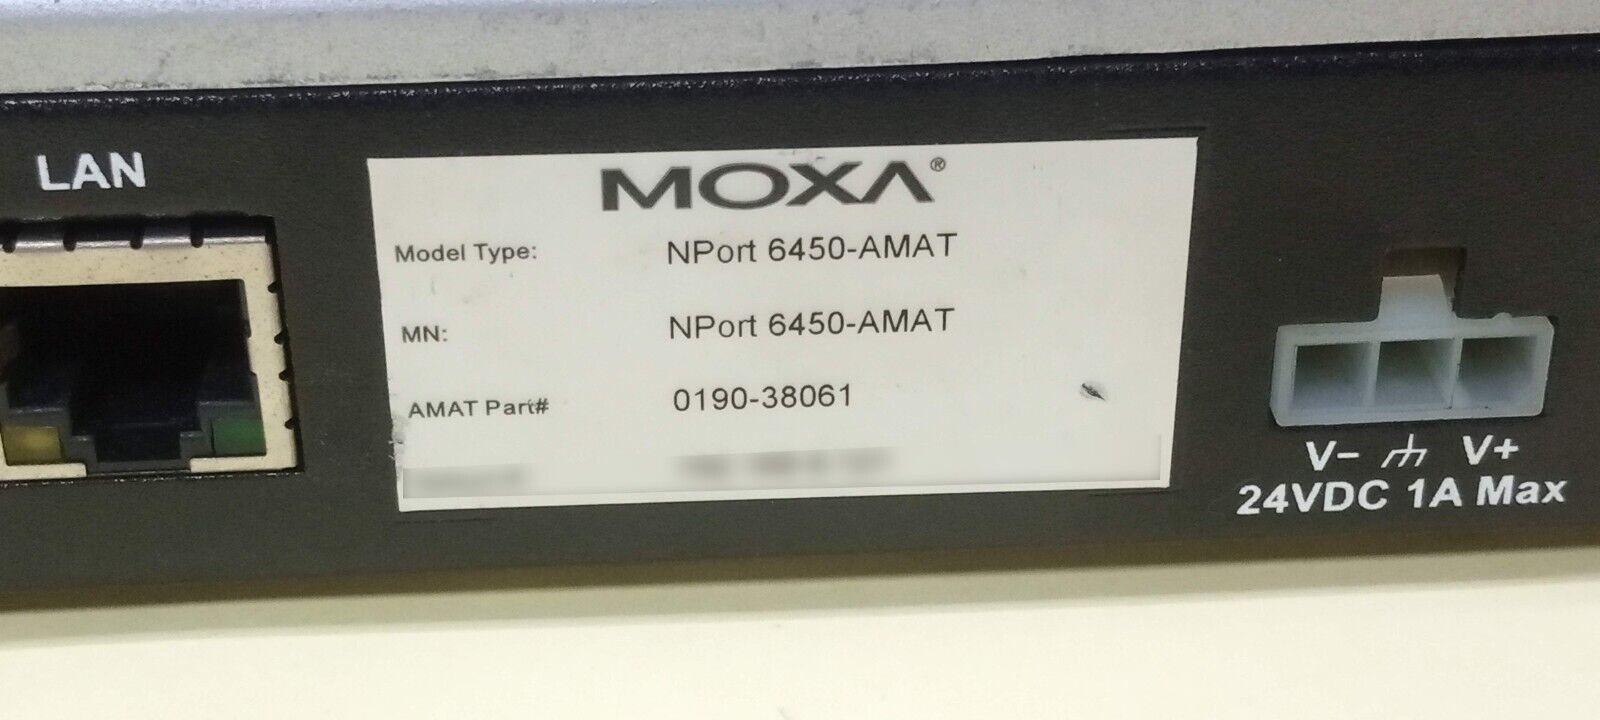 LAN
MOXA®
Model Type: NPort 6450-AMAT
MN: NPort 6450-AMAT
AMAT Part# 0190-38061
V– V+
24VDC 1A Max